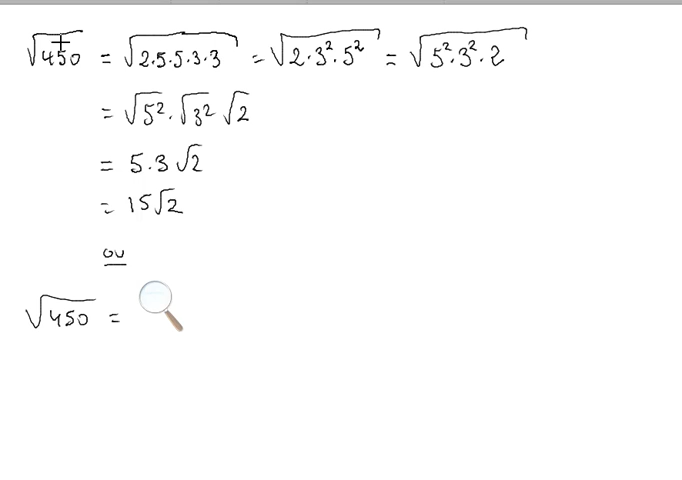 √450 = √2·5·5·3·3 = √2·3²·5² = √5²·3²·2
= √5²·√3² √2
= 5·3√2
= 15√2
ou
√450 =